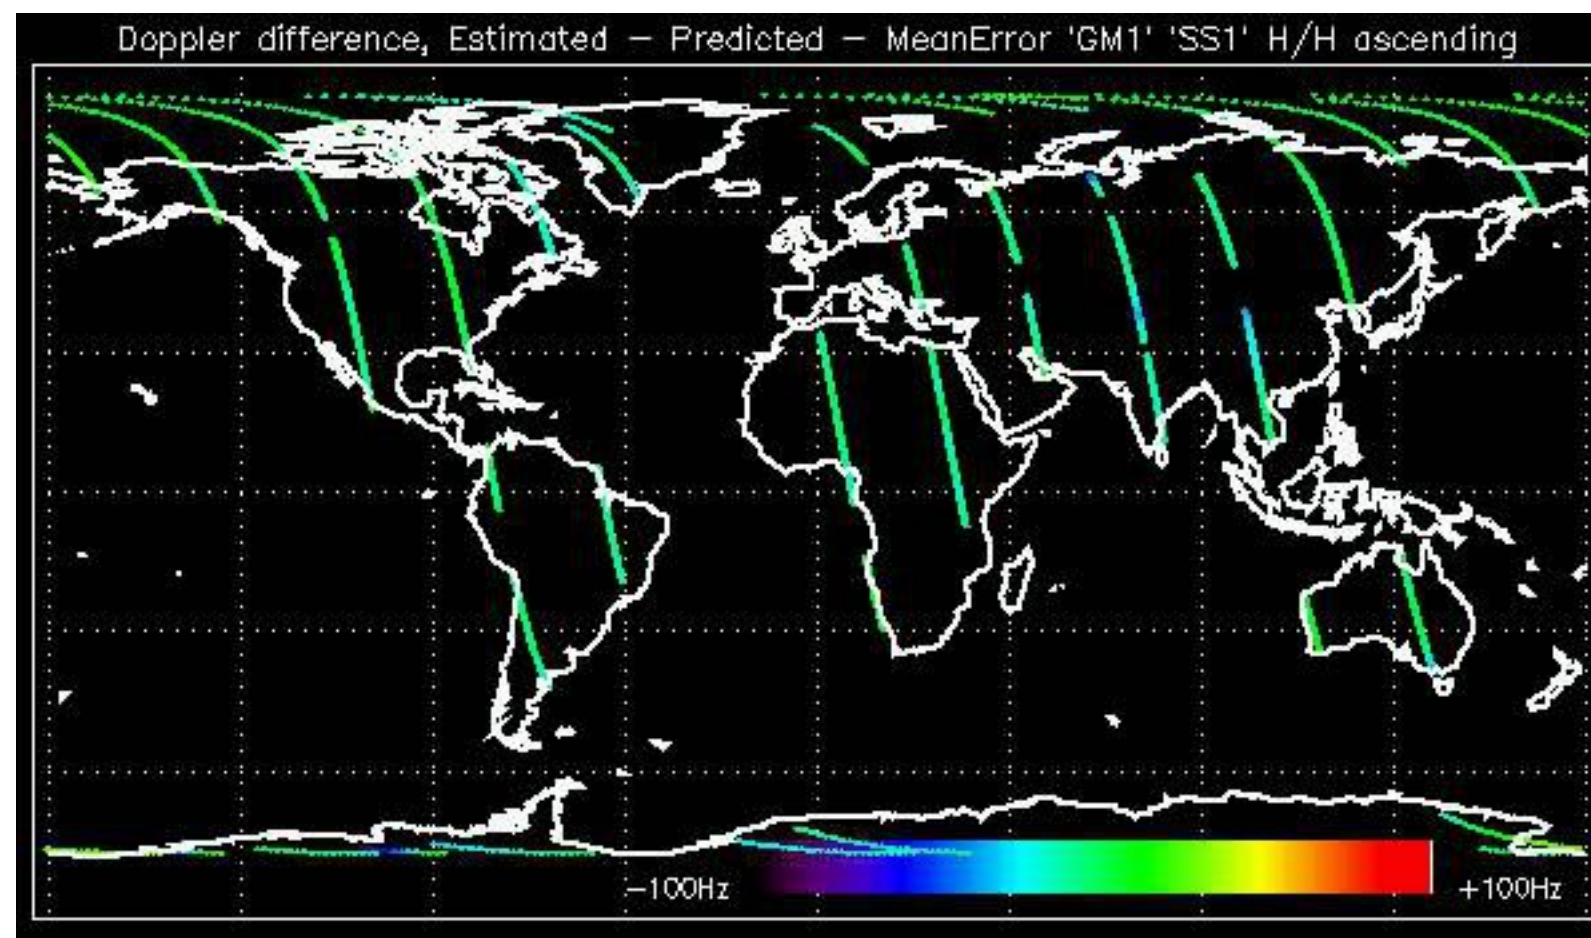 Doppler difference, Estimated – Predicted – MeanError 'GM1' 'SS1' H/H ascending
–100Hz
+100Hz